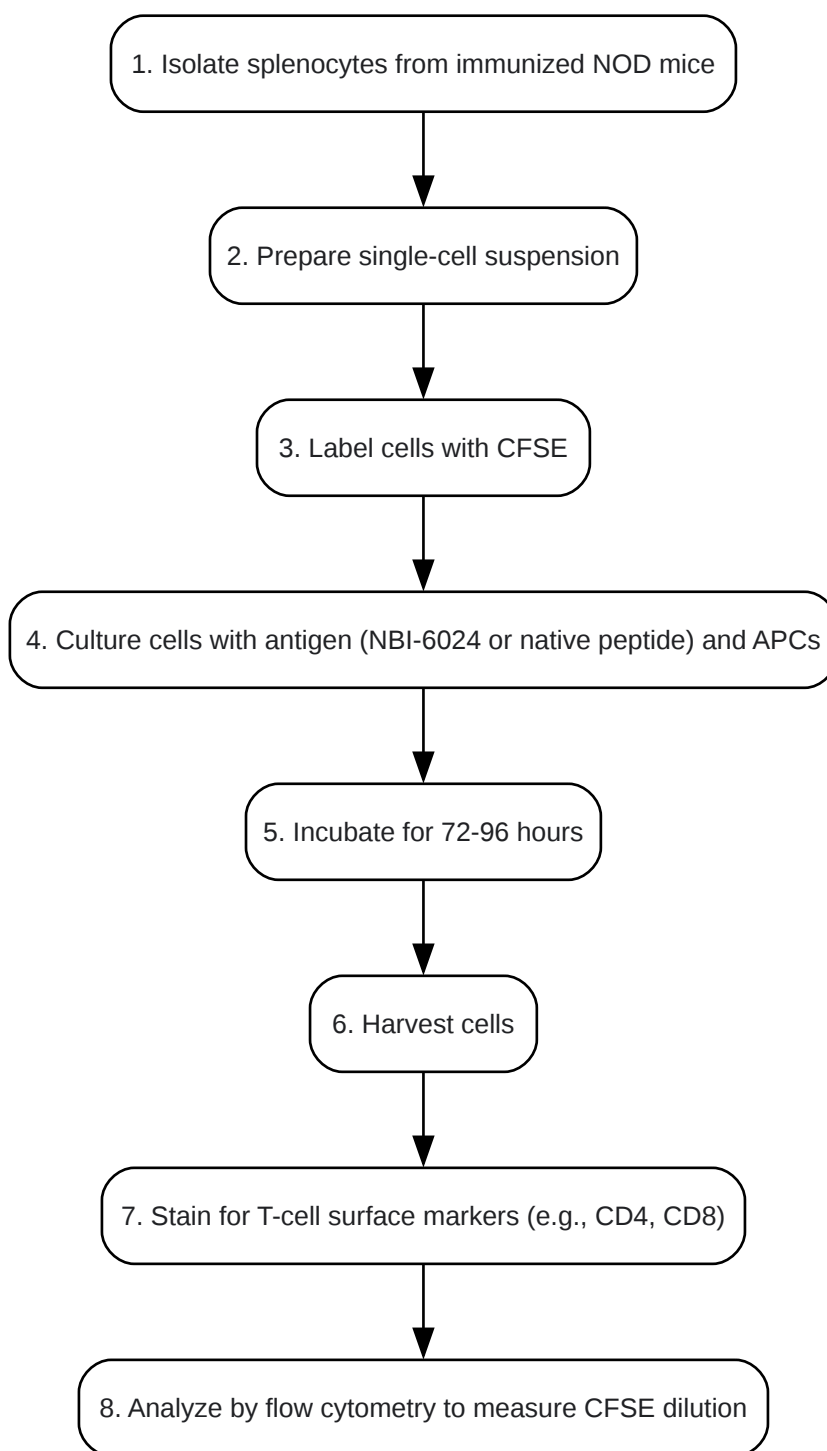 1. Isolate splenocytes from immunized NOD mice
2. Prepare single-cell suspension
3. Label cells with CFSE
4. Culture cells with antigen (NBI-6024 or native peptide) and APCs
5. Incubate for 72-96 hours
6. Harvest cells
7. Stain for T-cell surface markers (e.g., CD4, CD8)
8. Analyze by flow cytometry to measure CFSE dilution